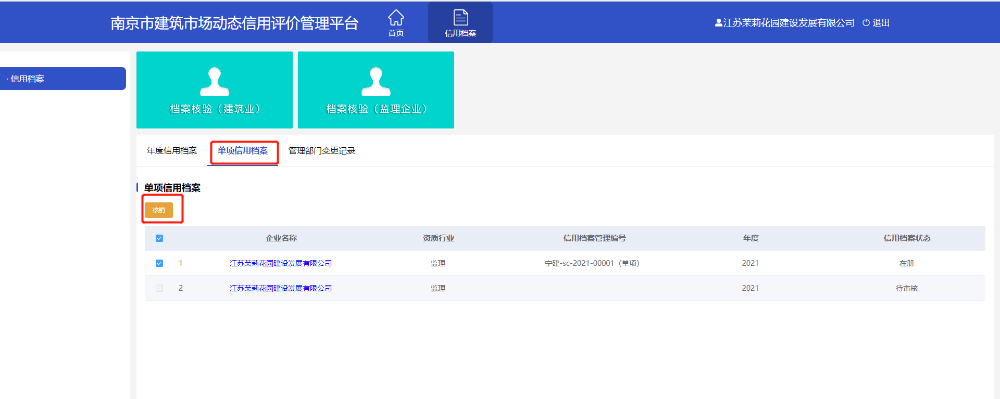 南京市建筑市场动态信用评价管理平台
首页
信用档案
江苏茉莉花园建设发展有限公司 退出
· 信用档案
档案核验（建筑业）
档案核验（监理企业）
年度信用档案 单项信用档案 管理部门变更记录
单项信用档案
核销
企业名称 资质行业 信用档案管理编号 年度 信用档案状态
1 江苏茉莉花园建设发展有限公司 监理 宁建-sc-2021-00001（单项） 2021 在册
2 江苏茉莉花园建设发展有限公司 监理 2021 待审核